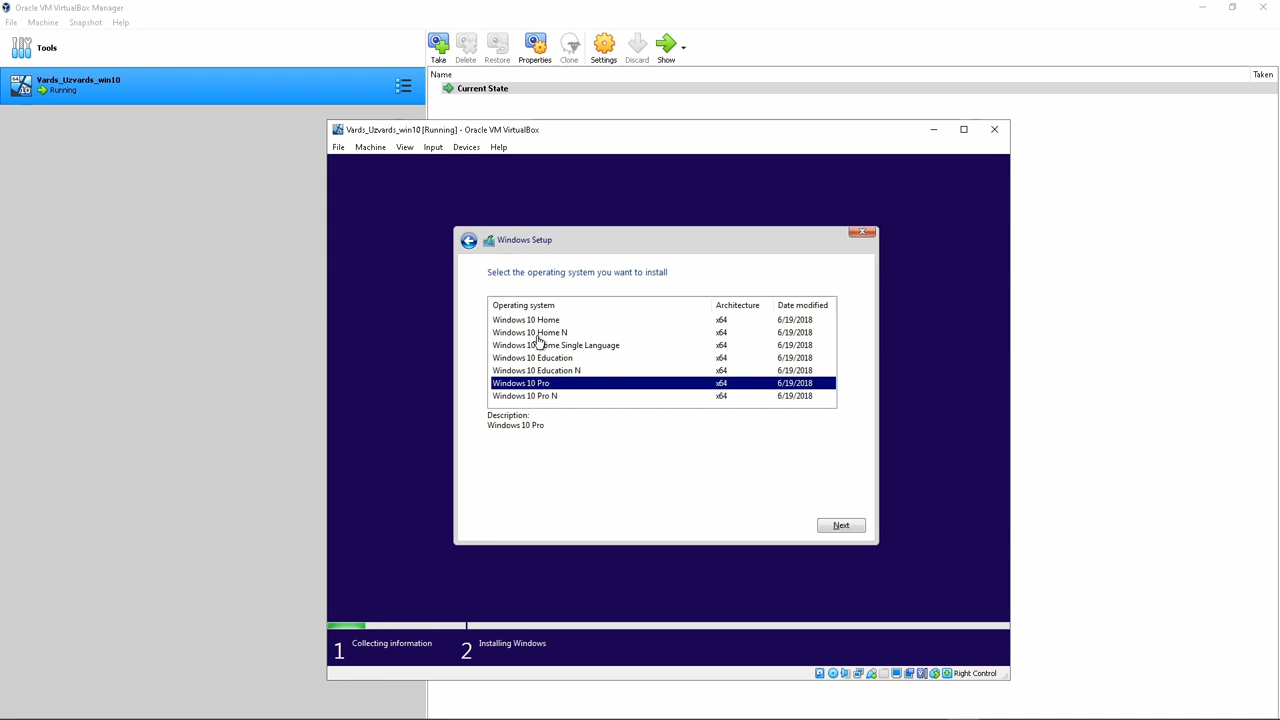 Oracle VM VirtualBox Manager
File Machine Snapshot Help
Tools
Take Delete Restore Properties Clone Settings Discard Show
Vards_Uzvards_win10
Running
Name Taken
Current State
Vards_Uzvards_win10 [Running] - Oracle VM VirtualBox
File Machine View Input Devices Help
Windows Setup
Select the operating system you want to install
Operating system Architecture Date modified
Windows 10 Home x64 6/19/2018
Windows 10 Home N x64 6/19/2018
Windows 10 Home Single Language x64 6/19/2018
Windows 10 Education x64 6/19/2018
Windows 10 Education N x64 6/19/2018
Windows 10 Pro x64 6/19/2018
Windows 10 Pro N x64 6/19/2018
Description:
Windows 10 Pro
Next
1 Collecting information 2 Installing Windows
Right Control